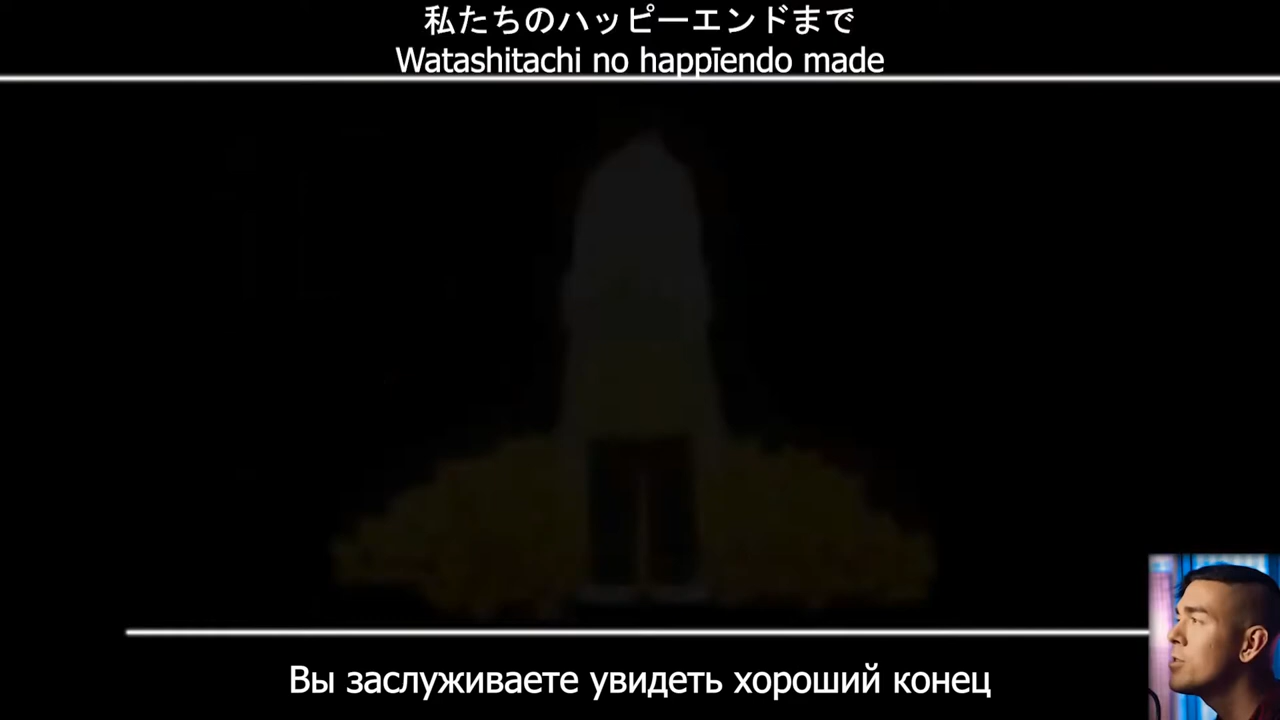 私たちのハッピーエンドまで
Watashitachi no happīendo made
Вы заслуживаете увидеть хороший конец